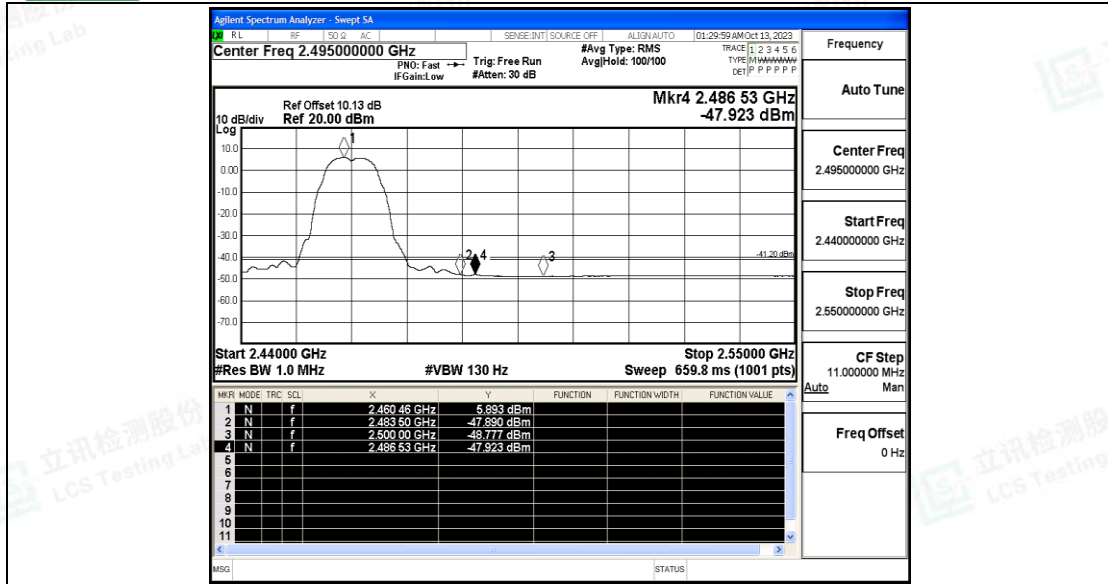 Agilent Spectrum Analyzer - Swept SA
RL RF 50 Ω AC SENSE:INT SOURCE OFF ALIGN AUTO 01:29:59 AM Oct 13, 2023
Center Freq 2.495000000 GHz
PNO: Fast
IFGain:Low
Trig: Free Run
#Atten: 30 dB
#Avg Type: RMS
Avg|Hold: 100/100
TRACE 1 2 3 4 5 6
TYPE M WWWWW
DET P P P P P P
Ref Offset 10.13 dB
10 dB/div Ref 20.00 dBm
Log
Mkr4 2.486 53 GHz
-47.923 dBm
10.0
0.00
-10.0
-20.0
-30.0
-40.0
-50.0
-60.0
-70.0
1
2 4
3
-41.20 dBm
Start 2.44000 GHz Stop 2.55000 GHz
#Res BW 1.0 MHz #VBW 130 Hz Sweep 659.8 ms (1001 pts)
MKR MODE TRC SCL X Y FUNCTION FUNCTION WIDTH FUNCTION VALUE
1 N f 2.460 46 GHz 5.893 dBm
2 N f 2.483 50 GHz -47.890 dBm
3 N f 2.500 00 GHz -48.777 dBm
4 N f 2.486 53 GHz -47.923 dBm
5
6
7
8
9
10
11
MSG STATUS
Frequency
Auto Tune
Center Freq
2.495000000 GHz
Start Freq
2.440000000 GHz
Stop Freq
2.550000000 GHz
CF Step
11.000000 MHz
Auto Man
Freq Offset
0 Hz
立讯检测股份
LCS Testing Lab
立讯检测股
LCS Testing